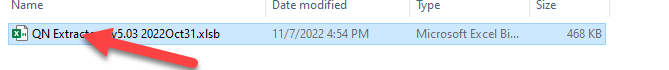 Name Date modified Type Size
QN Extract v5.03 2022Oct31.xlsb 11/7/2022 4:54 PM Microsoft Excel Bi... 468 KB